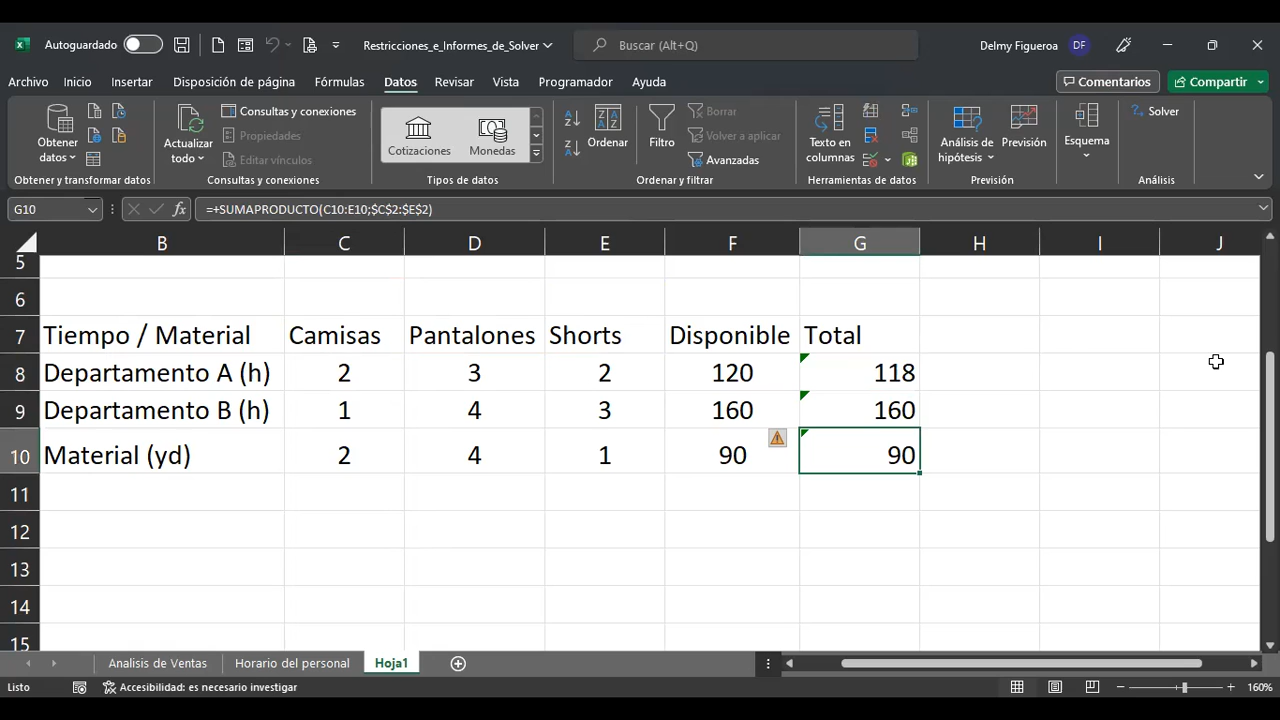 Autoguardado Restricciones_e_Informes_de_Solver Buscar (Alt+Q) Delmy Figueroa DF
Archivo Inicio Insertar Disposición de página Fórmulas Datos Revisar Vista Programador Ayuda Comentarios Compartir
Obtener datos
Actualizar todo
Consultas y conexiones
Propiedades
Editar vínculos
Cotizaciones Monedas
Ordenar
Filtro
Borrar
Volver a aplicar
Avanzadas
Texto en columnas
Análisis de hipótesis
Previsión
Esquema
Solver
Obtener y transformar datos Consultas y conexiones Tipos de datos Ordenar y filtrar Herramientas de datos Previsión Análisis
G10 fx =+SUMAPRODUCTO(C10:E10;$C$2:$E$2)
B C D E F G H I J
5
6
7 Tiempo / Material Camisas Pantalones Shorts Disponible Total
8 Departamento A (h) 2 3 2 120 118
9 Departamento B (h) 1 4 3 160 160
10 Material (yd) 2 4 1 90 90
11
12
13
14
15
Analisis de Ventas Horario del personal Hoja1
Listo Accesibilidad: es necesario investigar 160%